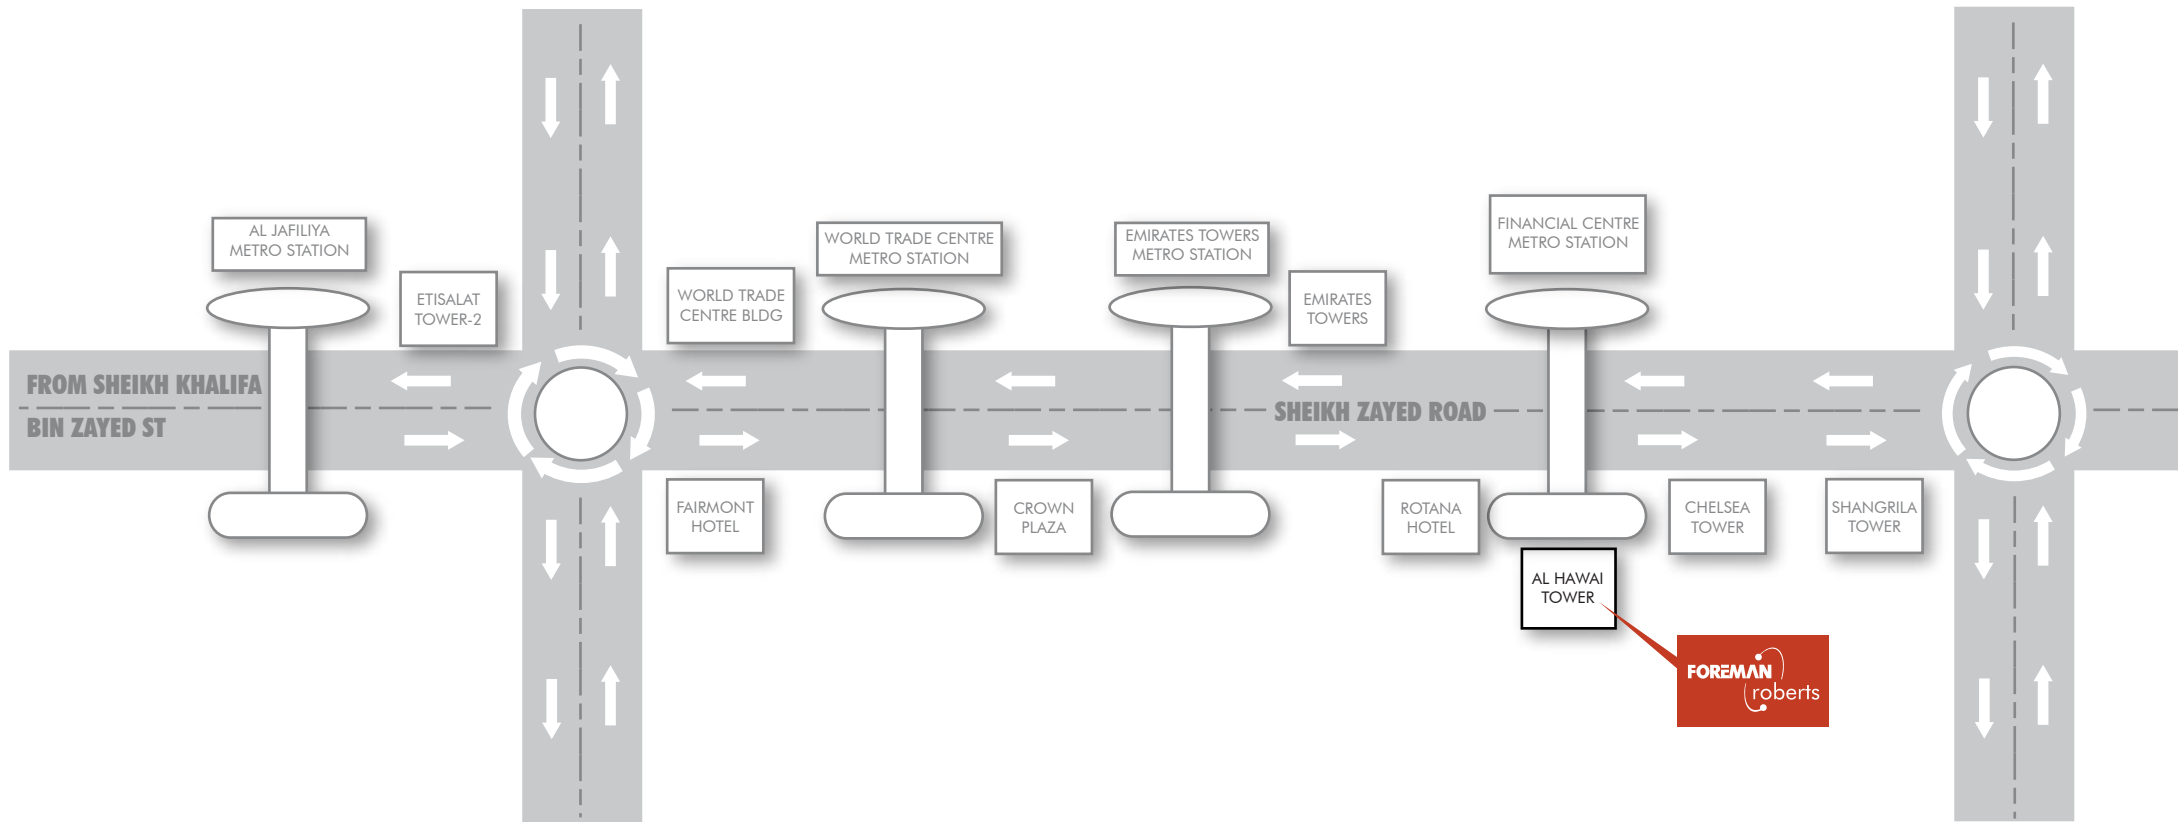 AL JAFILIYA
METRO STATION
ETISALAT
TOWER-2
WORLD TRADE
CENTRE BLDG
WORLD TRADE CENTRE
METRO STATION
EMIRATES TOWERS
METRO STATION
EMIRATES
TOWERS
FINANCIAL CENTRE
METRO STATION
FROM SHEIKH KHALIFA
BIN ZAYED ST
SHEIKH ZAYED ROAD
FAIRMONT
HOTEL
CROWN
PLAZA
ROTANA
HOTEL
CHELSEA
TOWER
SHANGRILA
TOWER
AL HAWAI
TOWER
FOREMAN
roberts